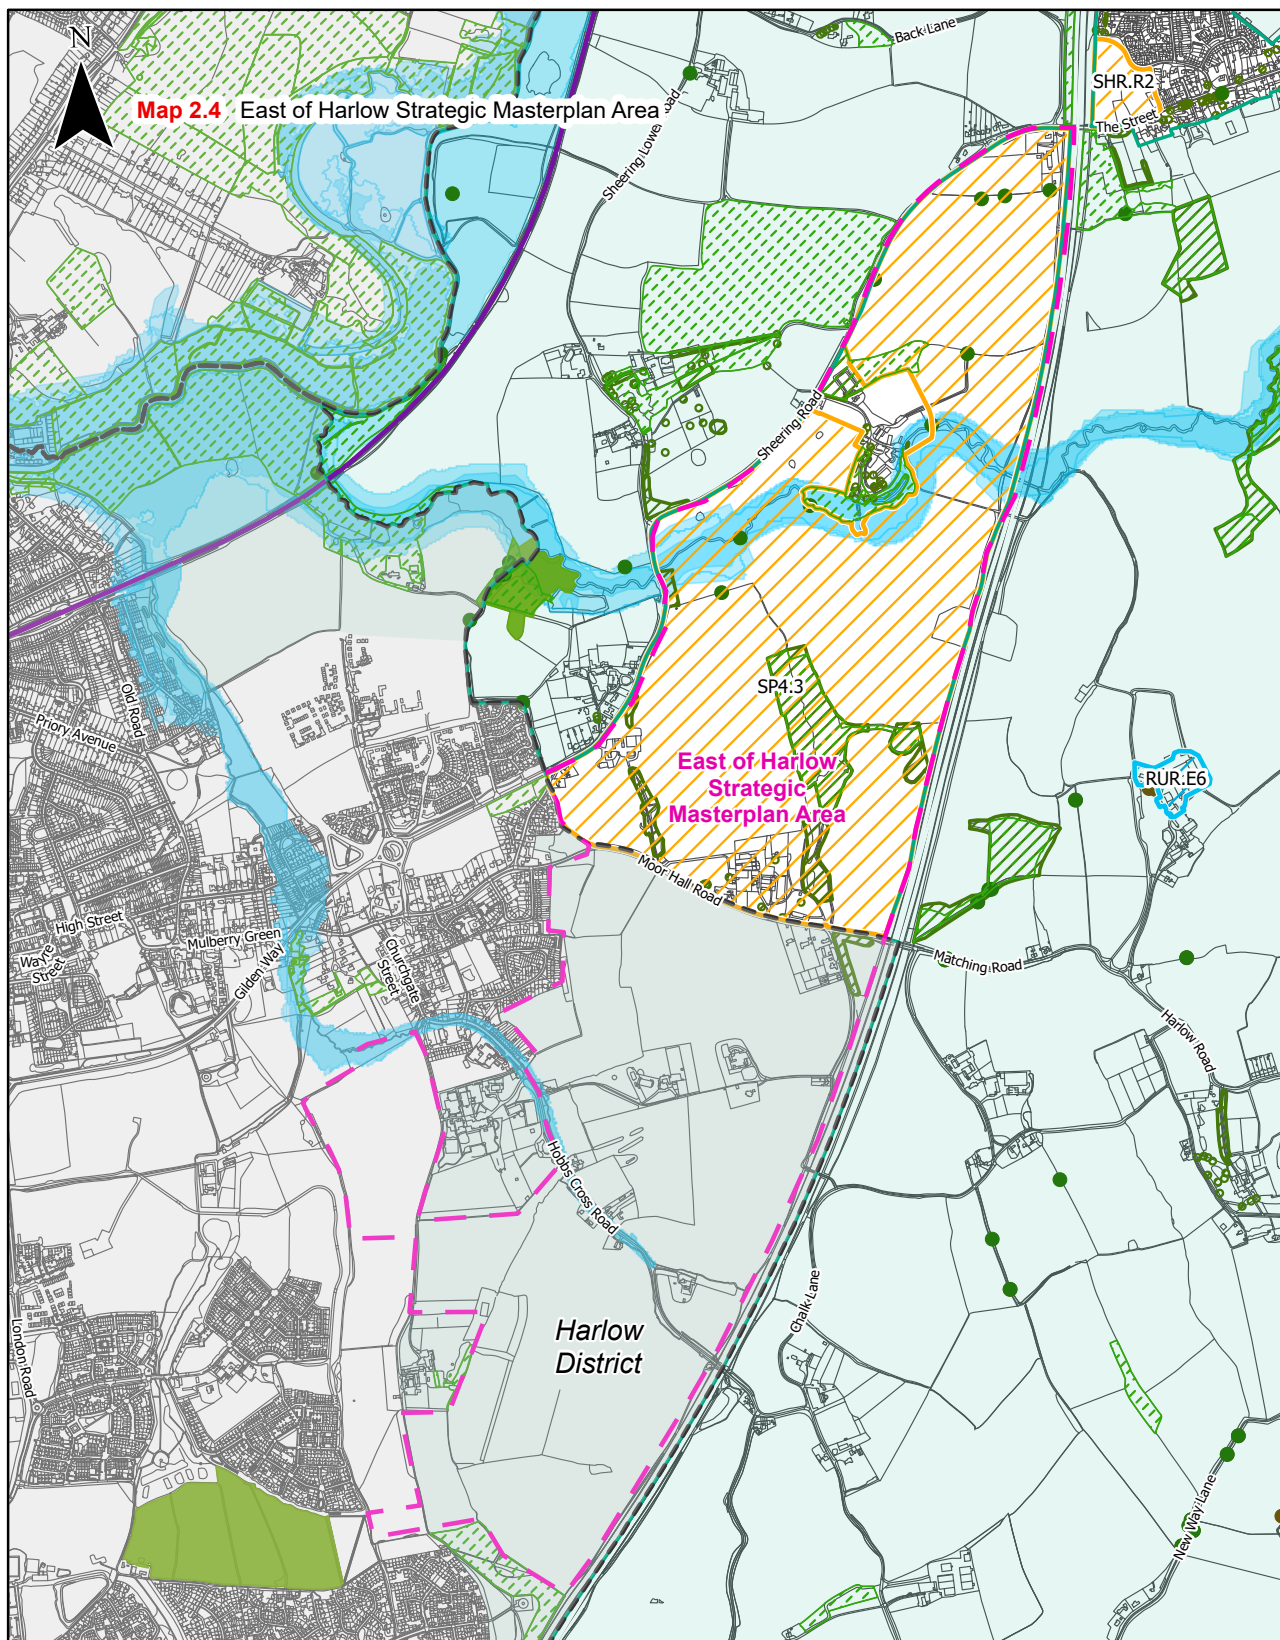 N
Back Lane
SHR.R2
Map 2.4 East of Harlow Strategic Masterplan Area
The Street
Sheering Lower Road
Sheering Road
Old Road
SP4.3
Priory Avenue
East of Harlow
Strategic
Masterplan Area
RUR.E6
Moor Hall Road
High Street
Mulberry Green
Wayre
Street
Churchgate
Street
Gilden Way
Matching Road
Harlow Road
Hobbs Cross Road
Chalk Lane
London Road
Harlow
District
New Way Lane